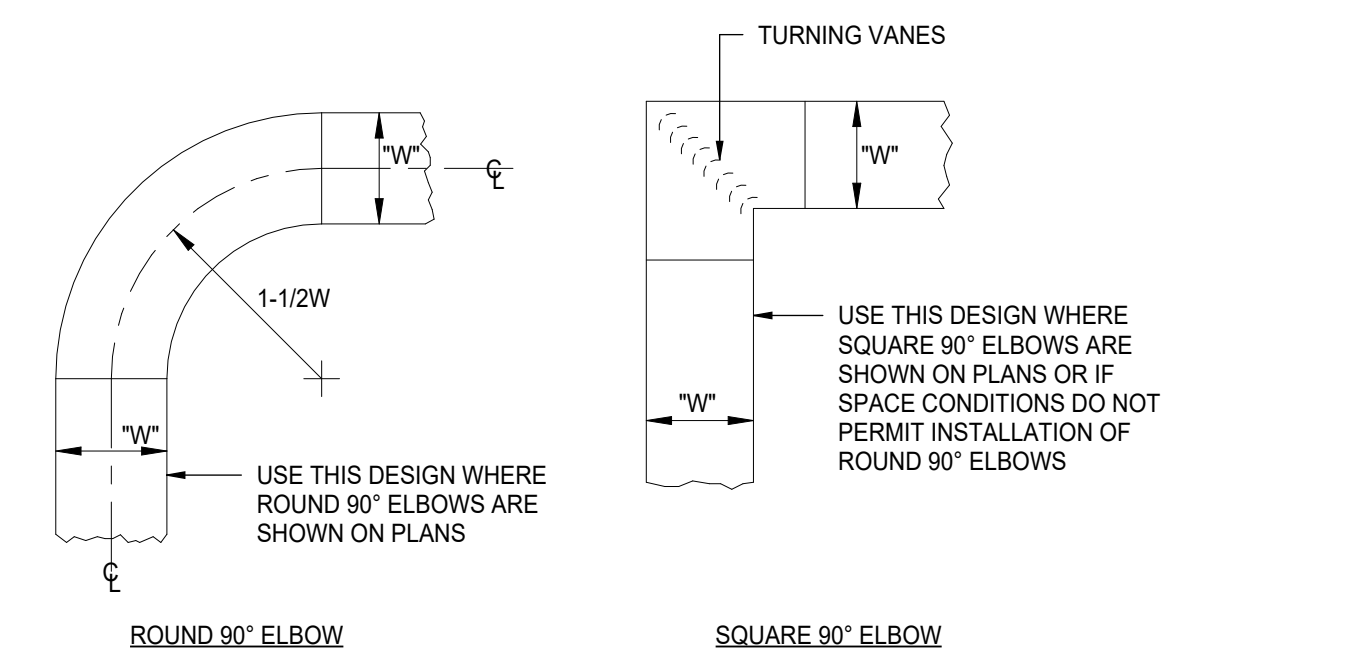 TURNING VANES
"W"
℄
1-1/2W
"W"
USE THIS DESIGN WHERE
ROUND 90° ELBOWS ARE
SHOWN ON PLANS
℄
ROUND 90° ELBOW
"W"
"W"
USE THIS DESIGN WHERE
SQUARE 90° ELBOWS ARE
SHOWN ON PLANS OR IF
SPACE CONDITIONS DO NOT
PERMIT INSTALLATION OF
ROUND 90° ELBOWS
SQUARE 90° ELBOW